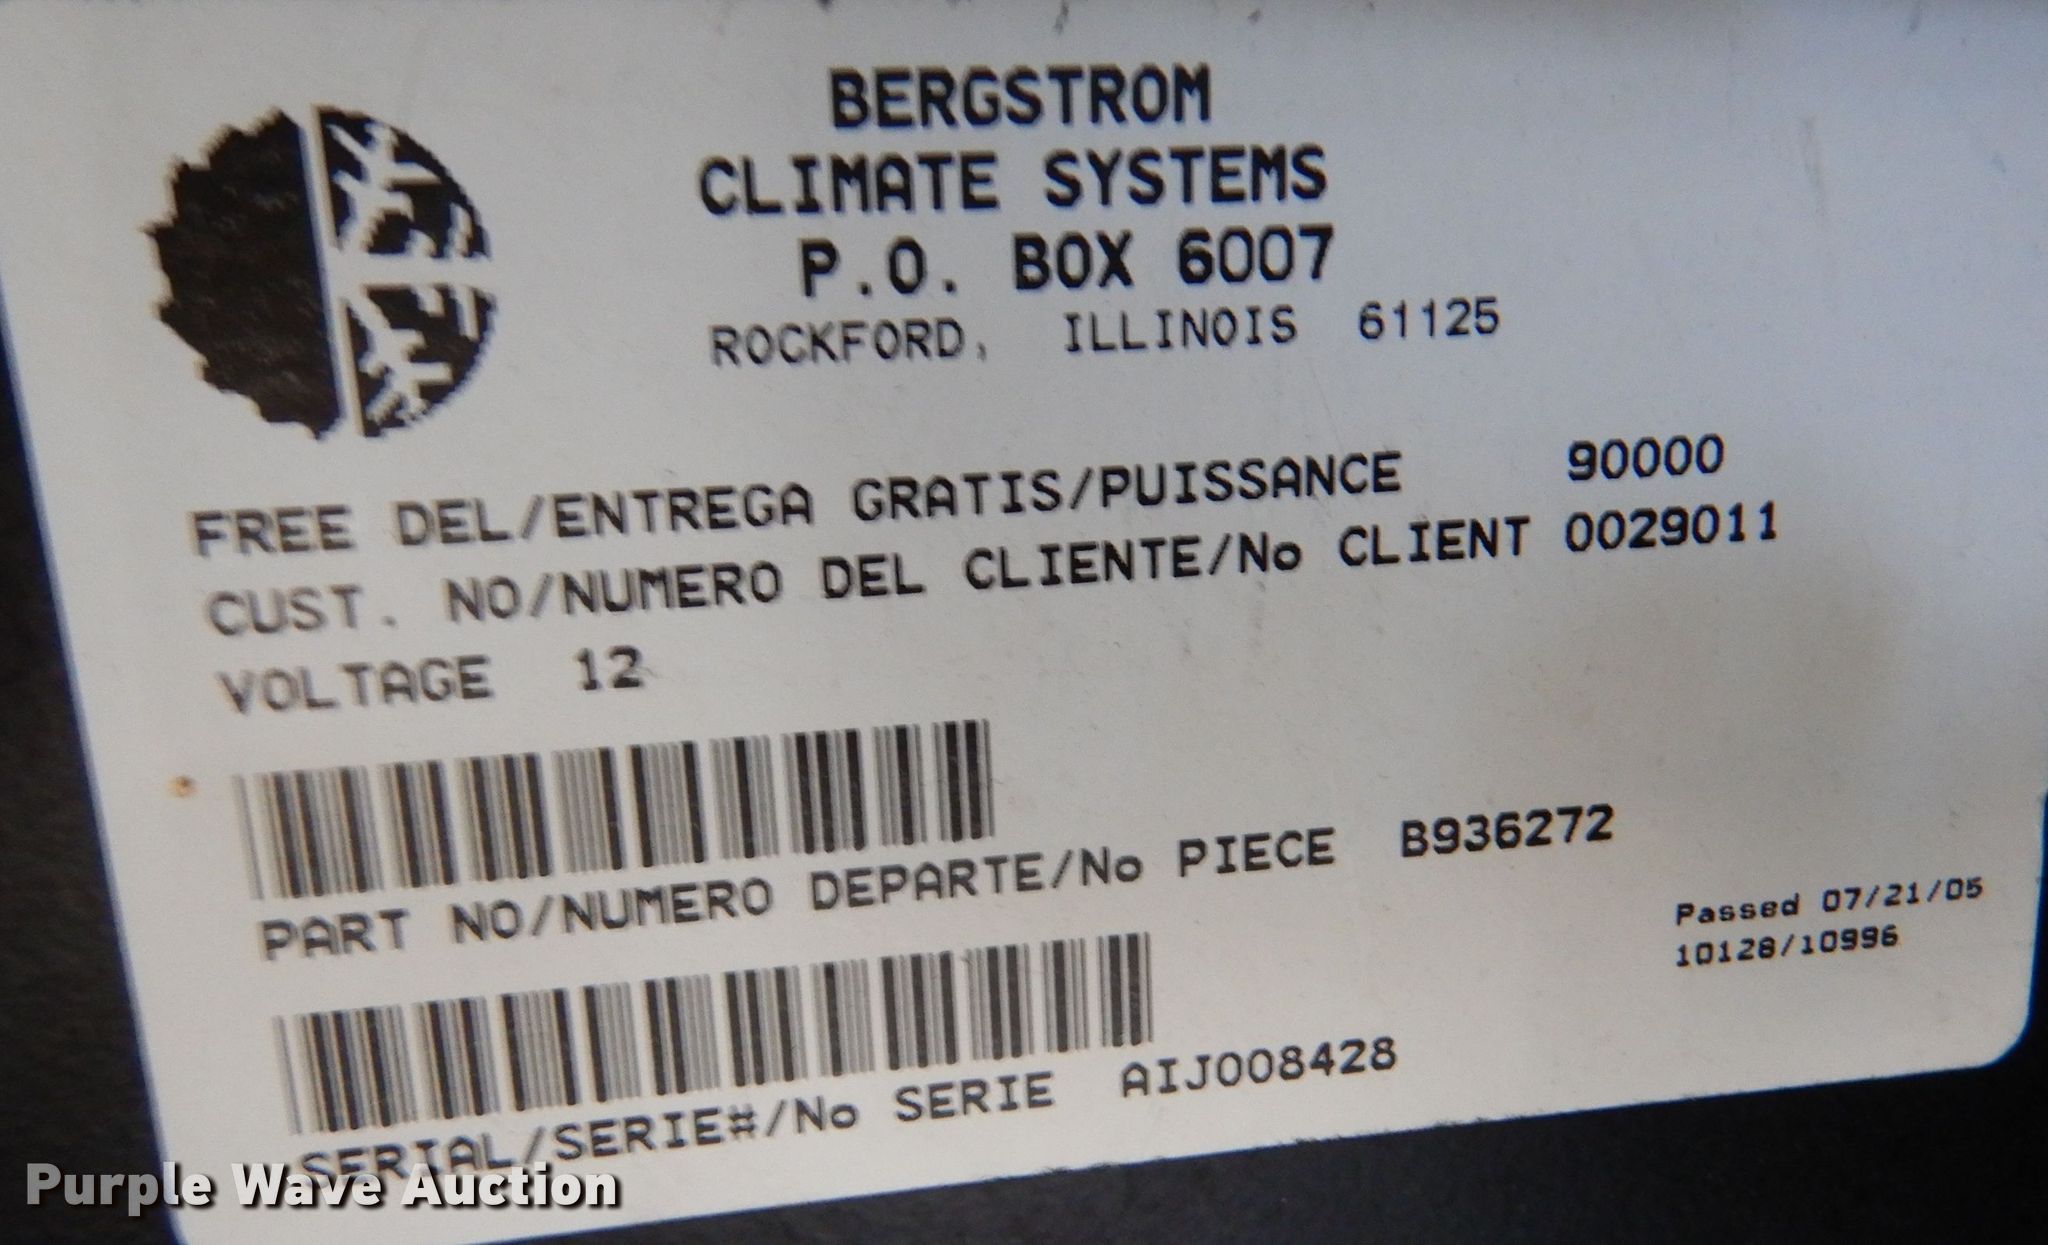 BERGSTROM
CLIMATE SYSTEMS
P.O. BOX 6007
ROCKFORD, ILLINOIS 61125
FREE DEL/ENTREGA GRATIS/PUISSANCE 90000
CUST. NO/NUMERO DEL CLIENTE/No CLIENT 0029011
VOLTAGE 12
PART NO/NUMERO DEPARTE/No PIECE B936272
Passed 07/21/05
10128/10996
SERIAL/SERIE#/No SERIE AIJ008428
Purple Wave Auction